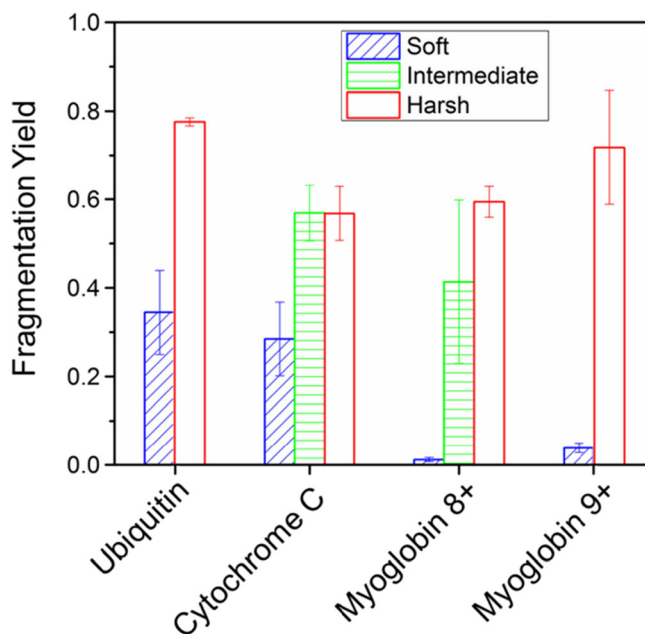 1.0
Soft
Intermediate
Harsh
0.8
0.6
0.4
0.2
0.0
Fragmentation Yield
Ubiquitin
Cytochrome C
Myoglobin 8+
Myoglobin 9+